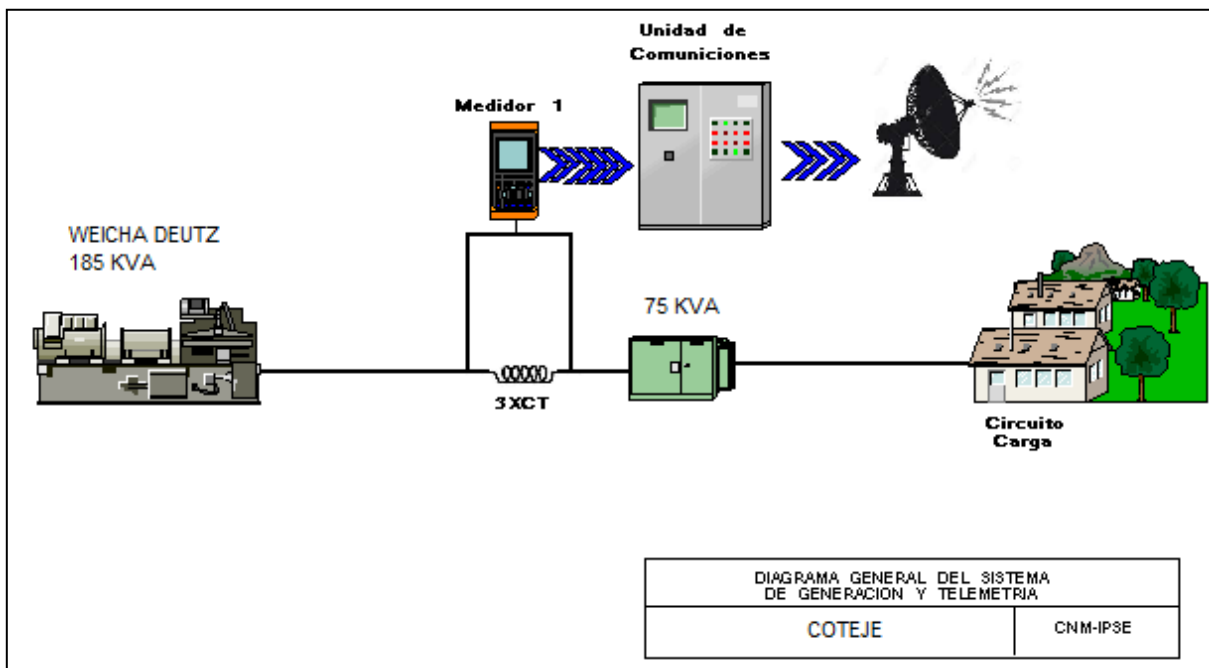 Unidad de
Comuniciones
Medidor 1
WEICHA DEUTZ
185 KVA
75 KVA
3XCT
Circuito
Carga
DIAGRAMA GENERAL DEL SISTEMA
DE GENERACION Y TELEMETRIA
COTEJE
CNM-IPSE